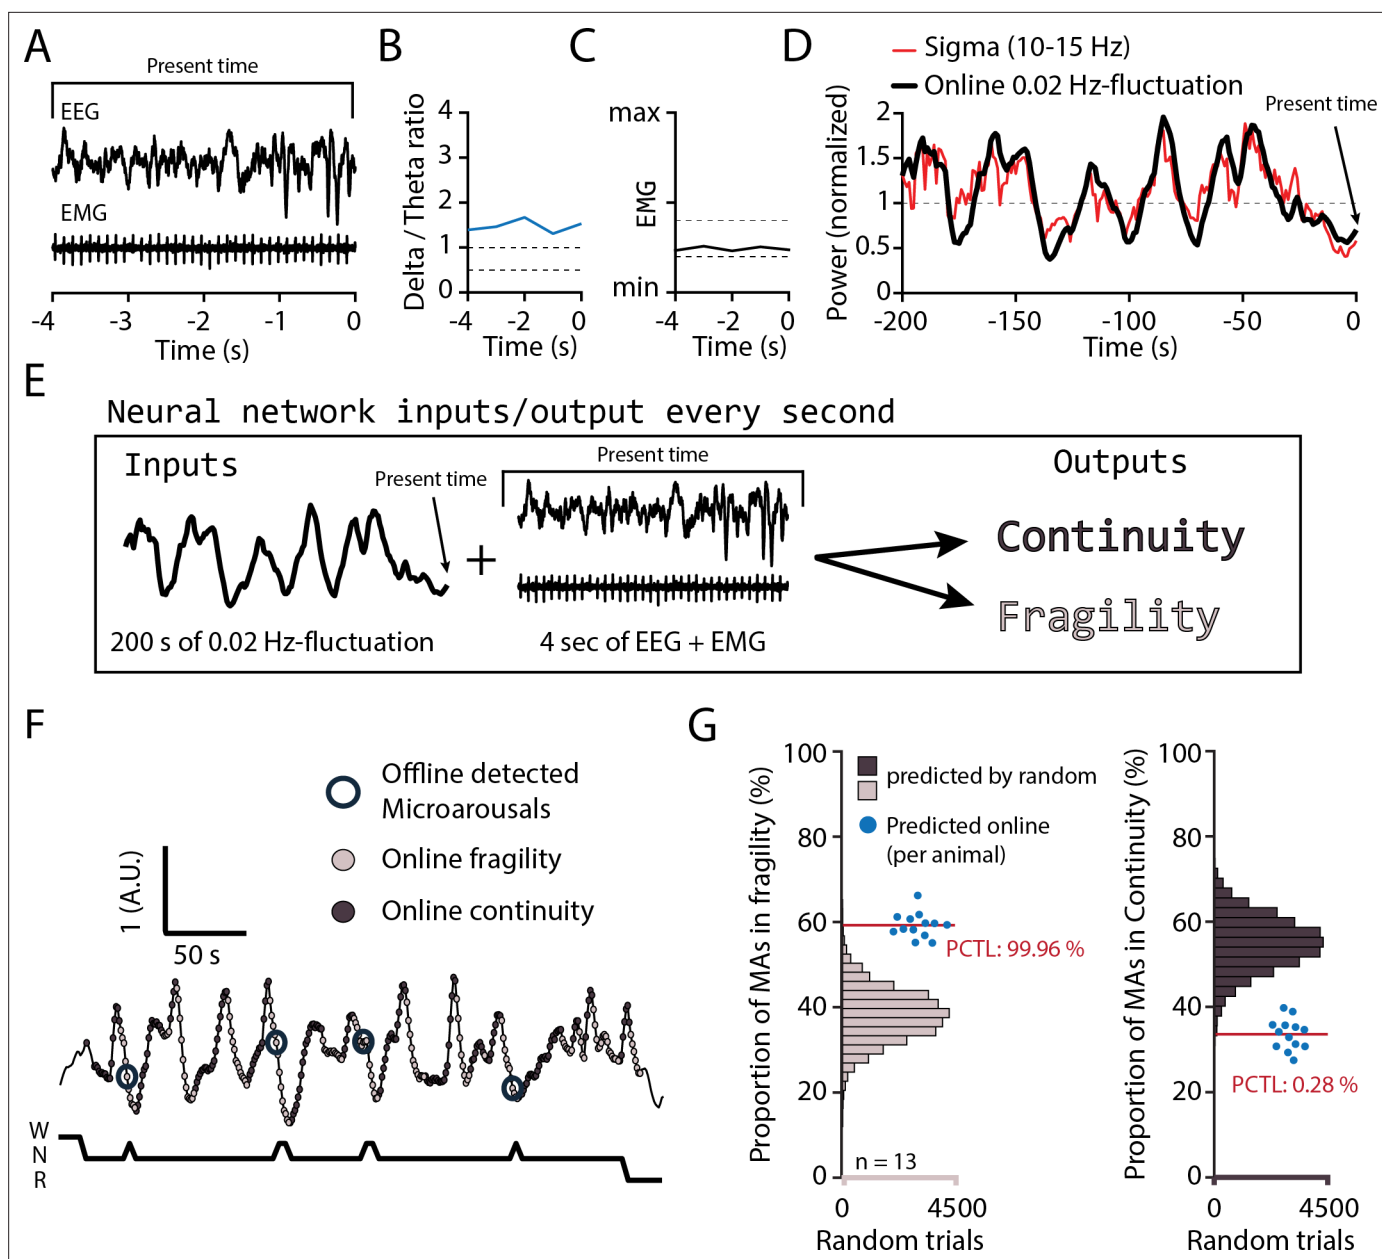 A
Present time
EEG
EMG
-4 -3 -2 -1 0
Time (s)
B
Delta / Theta ratio
4
3
2
1
0
-4 -2 0
Time (s)
C
EMG
max
min
-4 -2 0
Time (s)
D
Sigma (10-15 Hz)
Online 0.02 Hz-fluctuation
Present time
Power (normalized)
2
1.5
1
0.5
0
-200 -150 -100 -50 0
Time (s)
E
Neural network inputs/output every second
Inputs
Present time
Present time
Outputs
+
Continuity
Fragility
200 s of 0.02 Hz-fluctuation
4 sec of EEG + EMG
F
Offline detected
Microarousals
Online fragility
Online continuity
1 (A.U.)
50 s
W
N
R
G
Proportion of MAs in fragility (%)
100
80
60
40
20
0
predicted by random
Predicted online
(per animal)
PCTL: 99.96 %
n = 13
0 4500
Random trials
Proportion of MAs in Continuity (%)
100
80
60
40
20
0
PCTL: 0.28 %
0 4500
Random trials